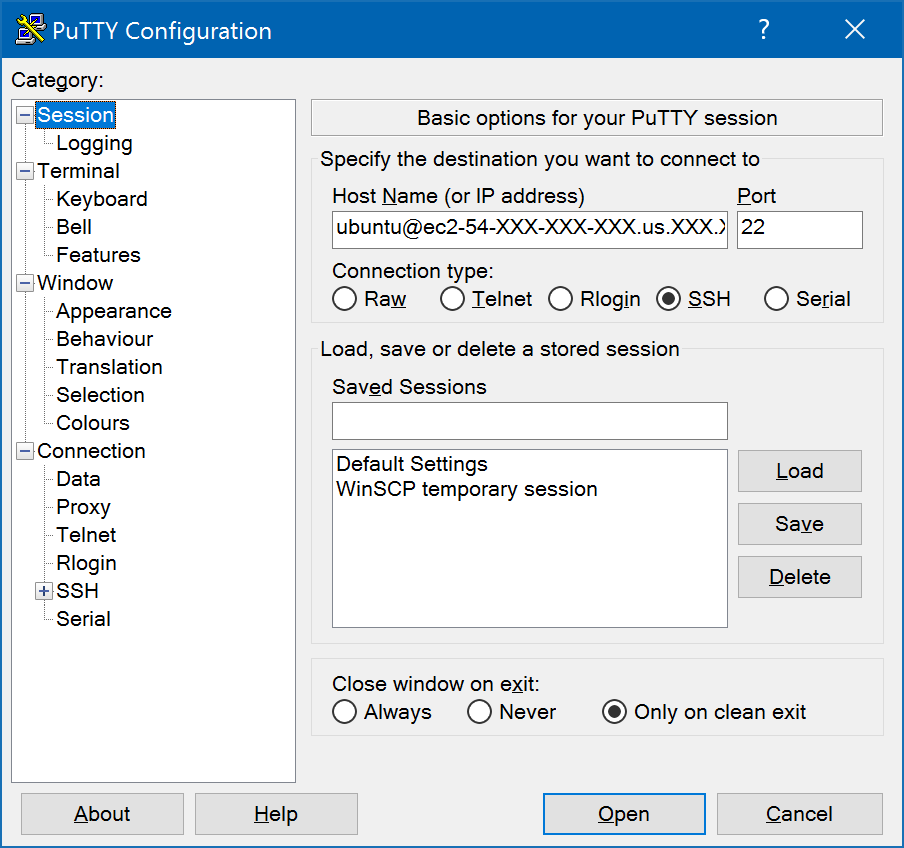 PuTTY Configuration
?
Category:
Session
Logging
Terminal
Keyboard
Bell
Features
Window
Appearance
Behaviour
Translation
Selection
Colours
Connection
Data
Proxy
Telnet
Rlogin
SSH
Serial
Basic options for your PuTTY session
Specify the destination you want to connect to
Host Name (or IP address) Port
ubuntu@ec2-54-XXX-XXX-XXX.us.XXX.X 22
Connection type:
Raw Telnet Rlogin SSH Serial
Load, save or delete a stored session
Saved Sessions
Default Settings
WinSCP temporary session
Load
Save
Delete
Close window on exit:
Always Never Only on clean exit
About Help Open Cancel